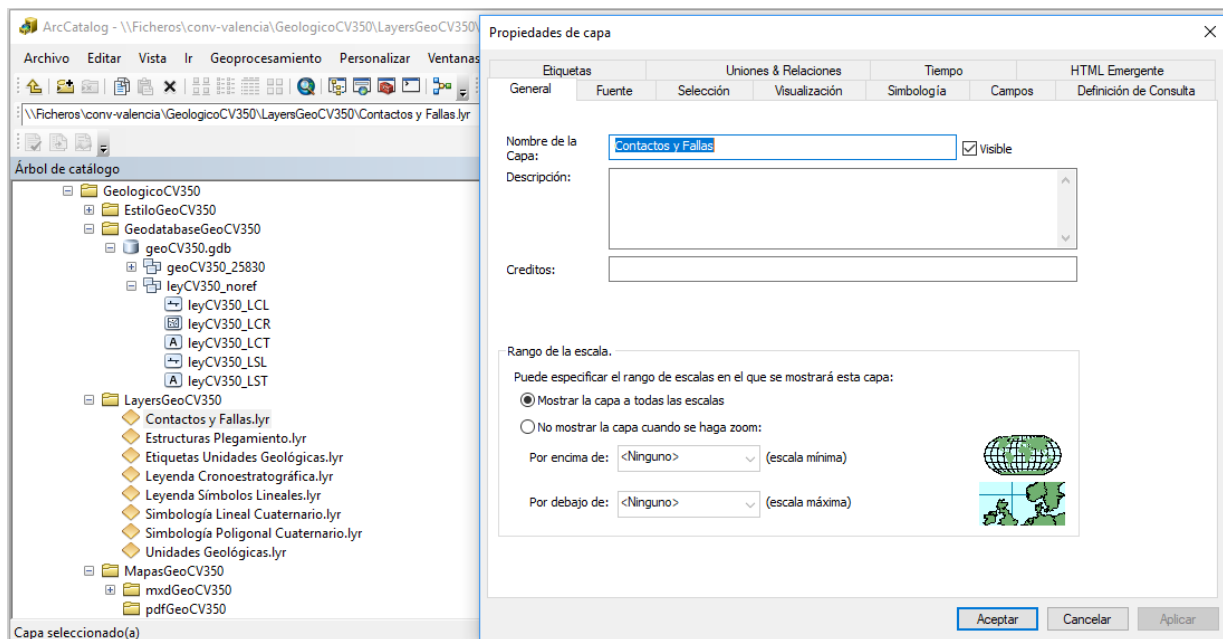 ArcCatalog - \\Ficheros\conv-valencia\GeologicoCV350\LayersGeoCV350\
Archivo Editar Vista Ir Geoprocesamiento Personalizar Ventanas
\\Ficheros\conv-valencia\GeologicoCV350\LayersGeoCV350\Contactos y Fallas.lyr
Árbol de catálogo
GeologicoCV350
EstiloGeoCV350
GeodatabaseGeoCV350
geoCV350.gdb
geoCV350_25830
leyCV350_noref
leyCV350_LCL
leyCV350_LCR
A leyCV350_LCT
leyCV350_LSL
A leyCV350_LST
LayersGeoCV350
Contactos y Fallas.lyr
Estructuras Plegamiento.lyr
Etiquetas Unidades Geológicas.lyr
Leyenda Cronoestratográfica.lyr
Leyenda Símbolos Lineales.lyr
Simbología Lineal Cuaternario.lyr
Simbología Poligonal Cuaternario.lyr
Unidades Geológicas.lyr
MapasGeoCV350
mxdGeoCV350
pdfGeoCV350
Capa seleccionado(a)
Propiedades de capa
Etiquetas Uniones & Relaciones Tiempo HTML Emergente
General Fuente Selección Visualización Simbología Campos Definición de Consulta
Nombre de la
Capa:
Contactos y Fallas
Visible
Descripción:
Creditos:
Rango de la escala.
Puede especificar el rango de escalas en el que se mostrará esta capa:
Mostrar la capa a todas las escalas
No mostrar la capa cuando se haga zoom:
Por encima de: <Ninguno> (escala mínima)
Por debajo de: <Ninguno> (escala máxima)
Aceptar Cancelar Aplicar